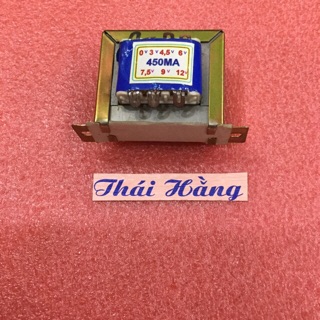 0V 3V 4,5V 6V
450MA
7,5V 9V 12V
Thái Hằng